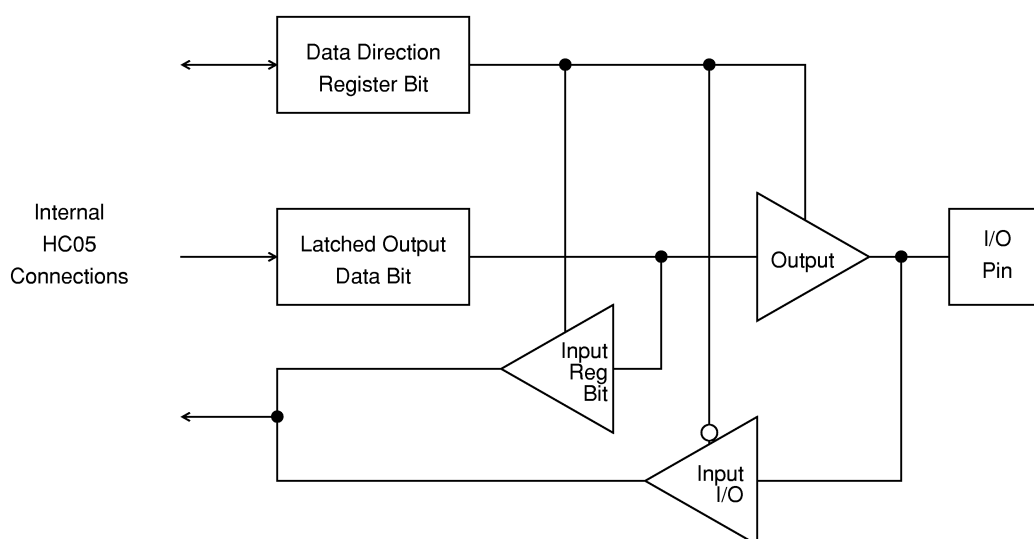 Data Direction
Register Bit
Internal
HC05
Connections
Latched Output
Data Bit
Output
I/O
Pin
Input
Reg
Bit
Input
I/O